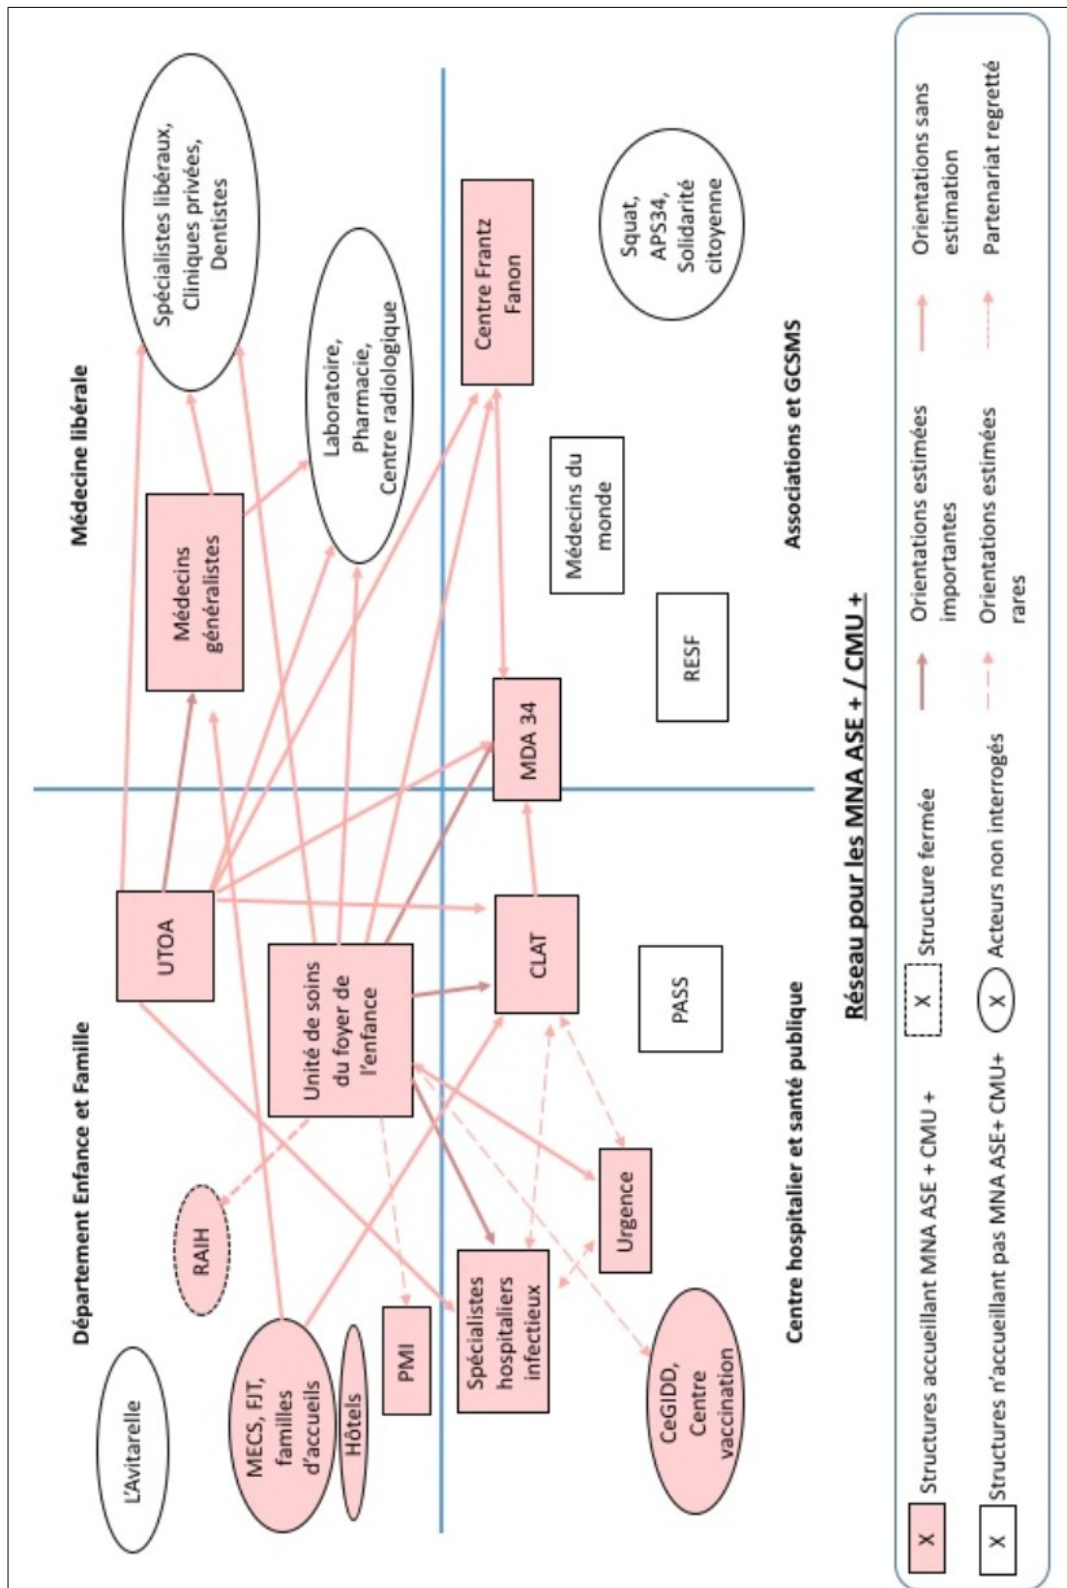 Département Enfance et Famille
Médecine libérale
L'Avitarelle
RAIH
UTOA
Médecins
généralistes
Spécialistes libéraux,
Cliniques privées,
Dentistes
MECS, FJT,
familles
d'accueils
Hôtels
PMI
Unité de soins
du foyer de
l'enfance
Laboratoire,
Pharmacie,
Centre radiologique
Spécialistes
hospitaliers
infectieux
CLAT
MDA 34
Centre Frantz
Fanon
Urgence
Médecins du
monde
CeGIDD,
Centre
vaccination
PASS
RESF
Squat,
APS34,
Solidarité
citoyenne
Centre hospitalier et santé publique
Associations et GCSMS
Réseau pour les MNA ASE + / CMU +
X
Structures accueillant MNA ASE + CMU +
X
Structure fermée
Orientations estimées
importantes
Orientations sans
estimation
X
Structures n'accueillant pas MNA ASE+ CMU+
X
Acteurs non interrogés
Orientations estimées
rares
Partenariat regretté